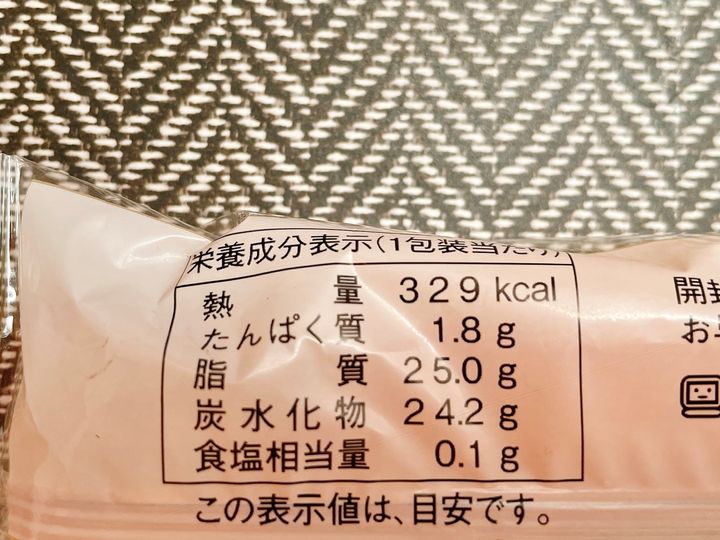 栄養成分表示(1包装当たり)
熱量 329 kcal
たんぱく質 1.8 g
脂質 25.0 g
炭水化物 24.2 g
食塩相当量 0.1 g
この表示値は、目安です。
開封
お早